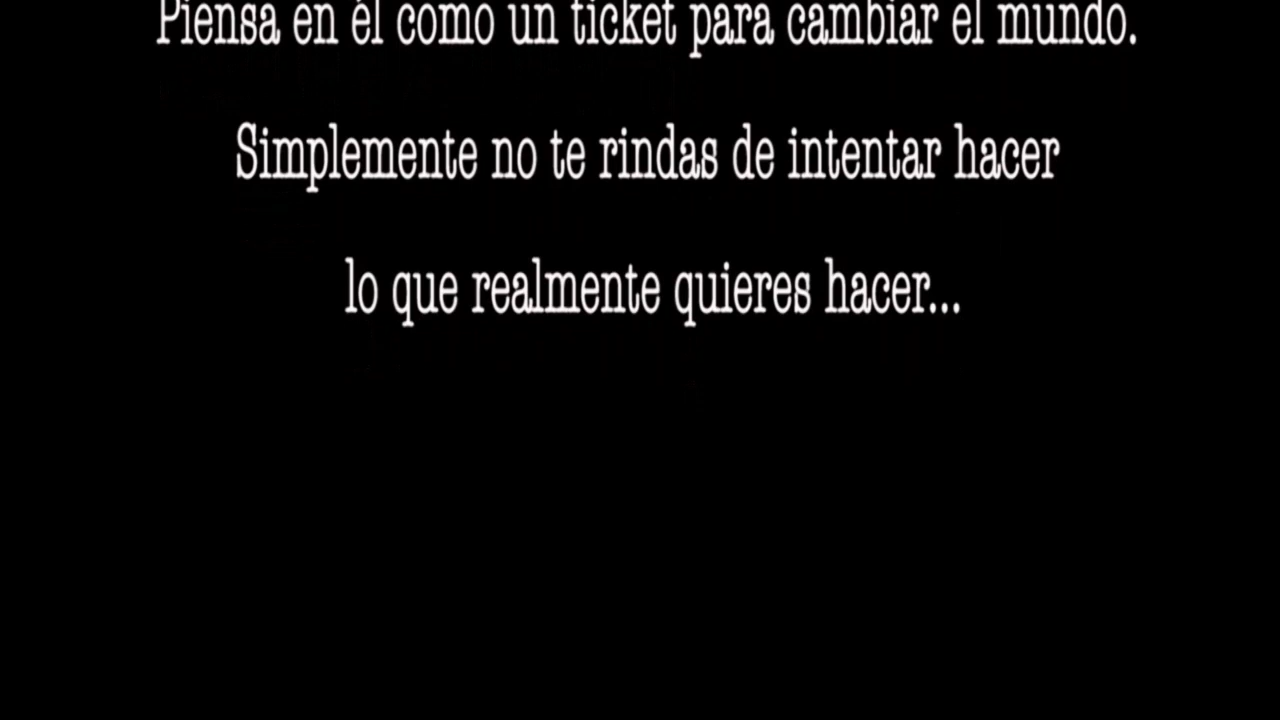 Piensa en él como un ticket para cambiar el mundo.
Simplemente no te rindas de intentar hacer
lo que realmente quieres hacer...